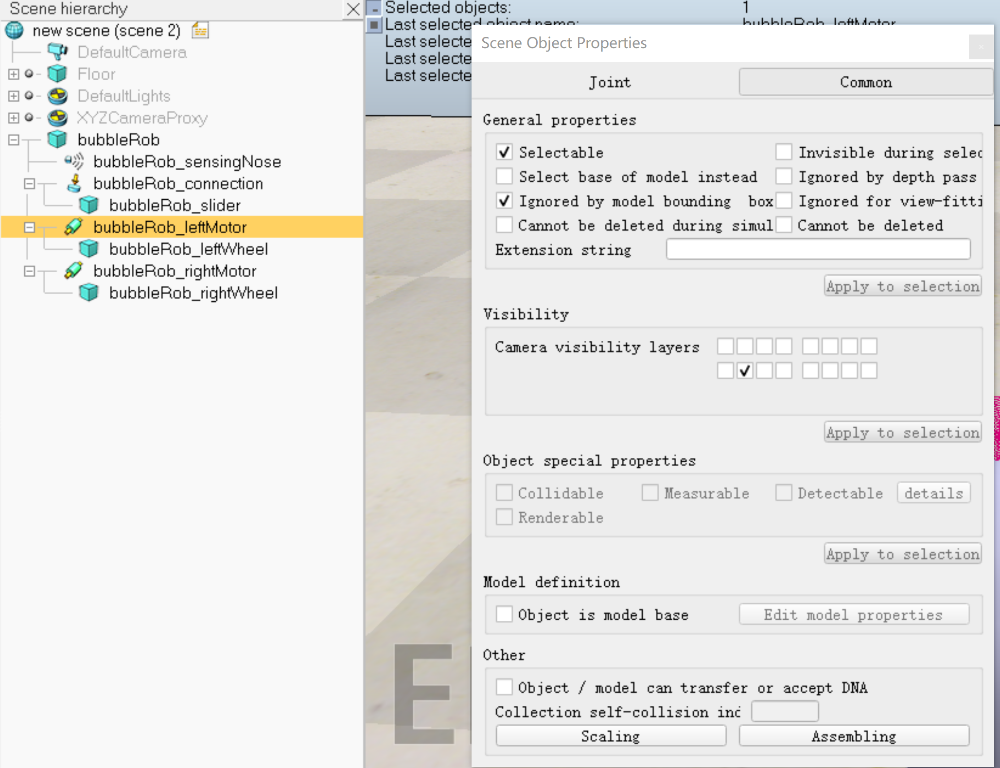 Scene hierarchy
new scene (scene 2)
DefaultCamera
Floor
DefaultLights
XYZCameraProxy
bubbleRob
bubbleRob_sensingNose
bubbleRob_connection
bubbleRob_slider
bubbleRob_leftMotor
bubbleRob_leftWheel
bubbleRob_rightMotor
bubbleRob_rightWheel
Selected objects: 1
Last selected object name: bubbleRob_leftMotor
Last selecte
Last selecte
Last selecte
Scene Object Properties
Joint Common
General properties
Selectable Invisible during selec
Select base of model instead Ignored by depth pass
Ignored by model bounding box Ignored for view-fitti
Cannot be deleted during simul Cannot be deleted
Extension string
Apply to selection
Visibility
Camera visibility layers
Apply to selection
Object special properties
Collidable Measurable Detectable details
Renderable
Apply to selection
Model definition
Object is model base Edit model properties
Other
Object / model can transfer or accept DNA
Collection self-collision ind
Scaling Assembling
E